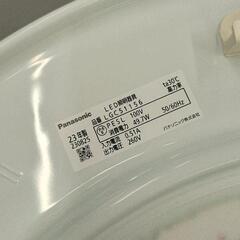 Panasonic
LED照明器具
品番 LGC51156
ta30℃
屋内用
23年製
230825
PESL 100V
50/60Hz
消費電力 49.7W
入力電流 0.51A
出力電圧 260V
パナソニック株式会社